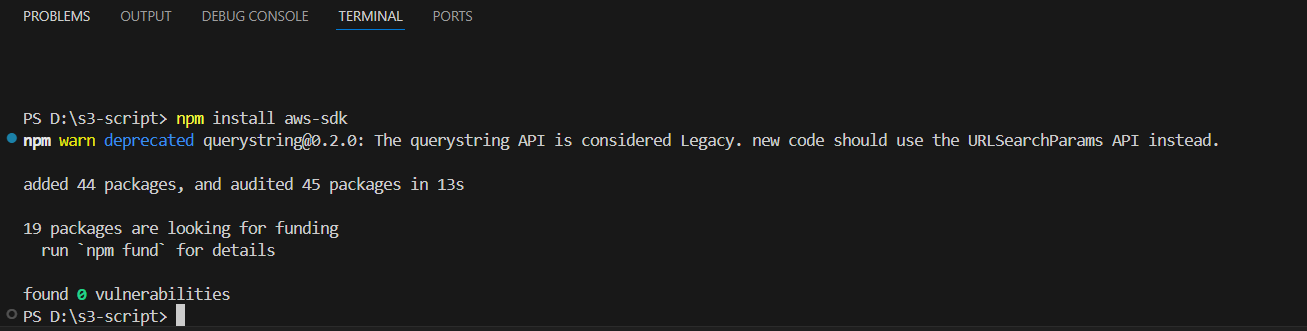 PROBLEMS OUTPUT DEBUG CONSOLE TERMINAL PORTS
PS D:\s3-script> npm install aws-sdk
npm warn deprecated querystring@0.2.0: The querystring API is considered Legacy. new code should use the URLSearchParams API instead.
added 44 packages, and audited 45 packages in 13s
19 packages are looking for funding
  run `npm fund` for details
found 0 vulnerabilities
PS D:\s3-script>